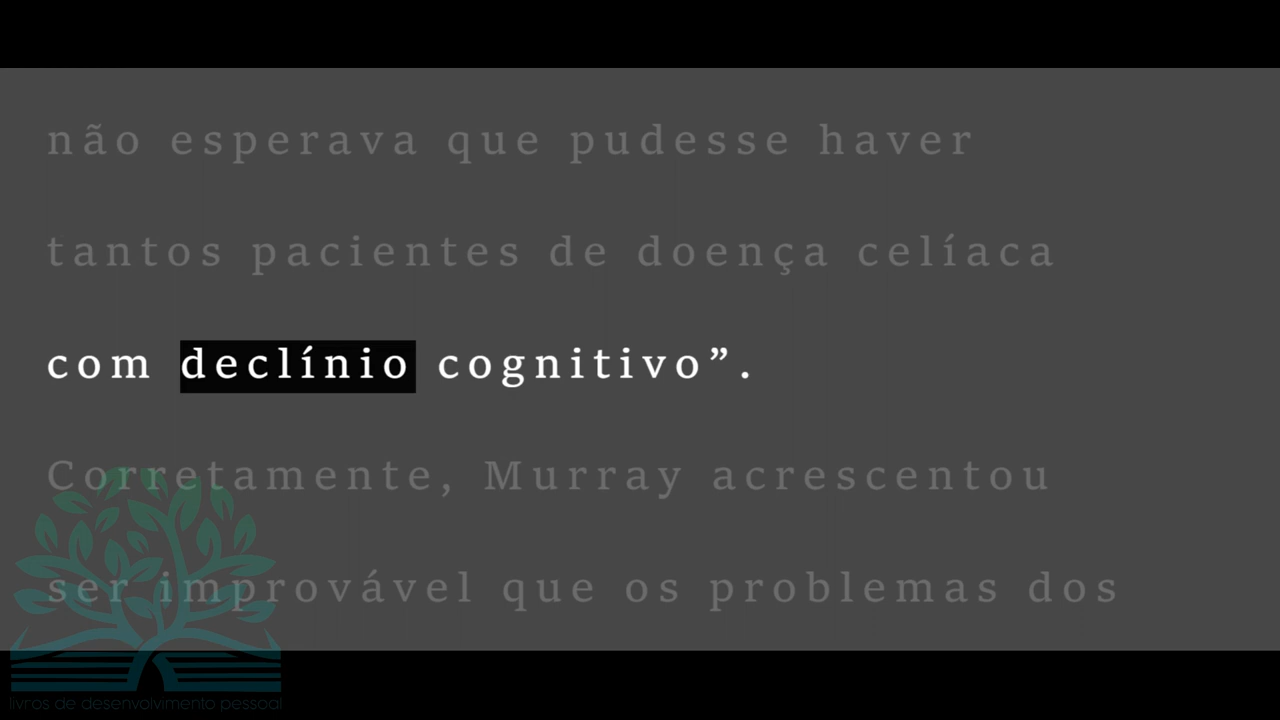 não esperava que pudesse haver
tantos pacientes de doença celíaca
com declínio cognitivo”.
Corretamente, Murray acrescentou
ser improvável que os problemas dos
livros de desenvolvimento pessoal